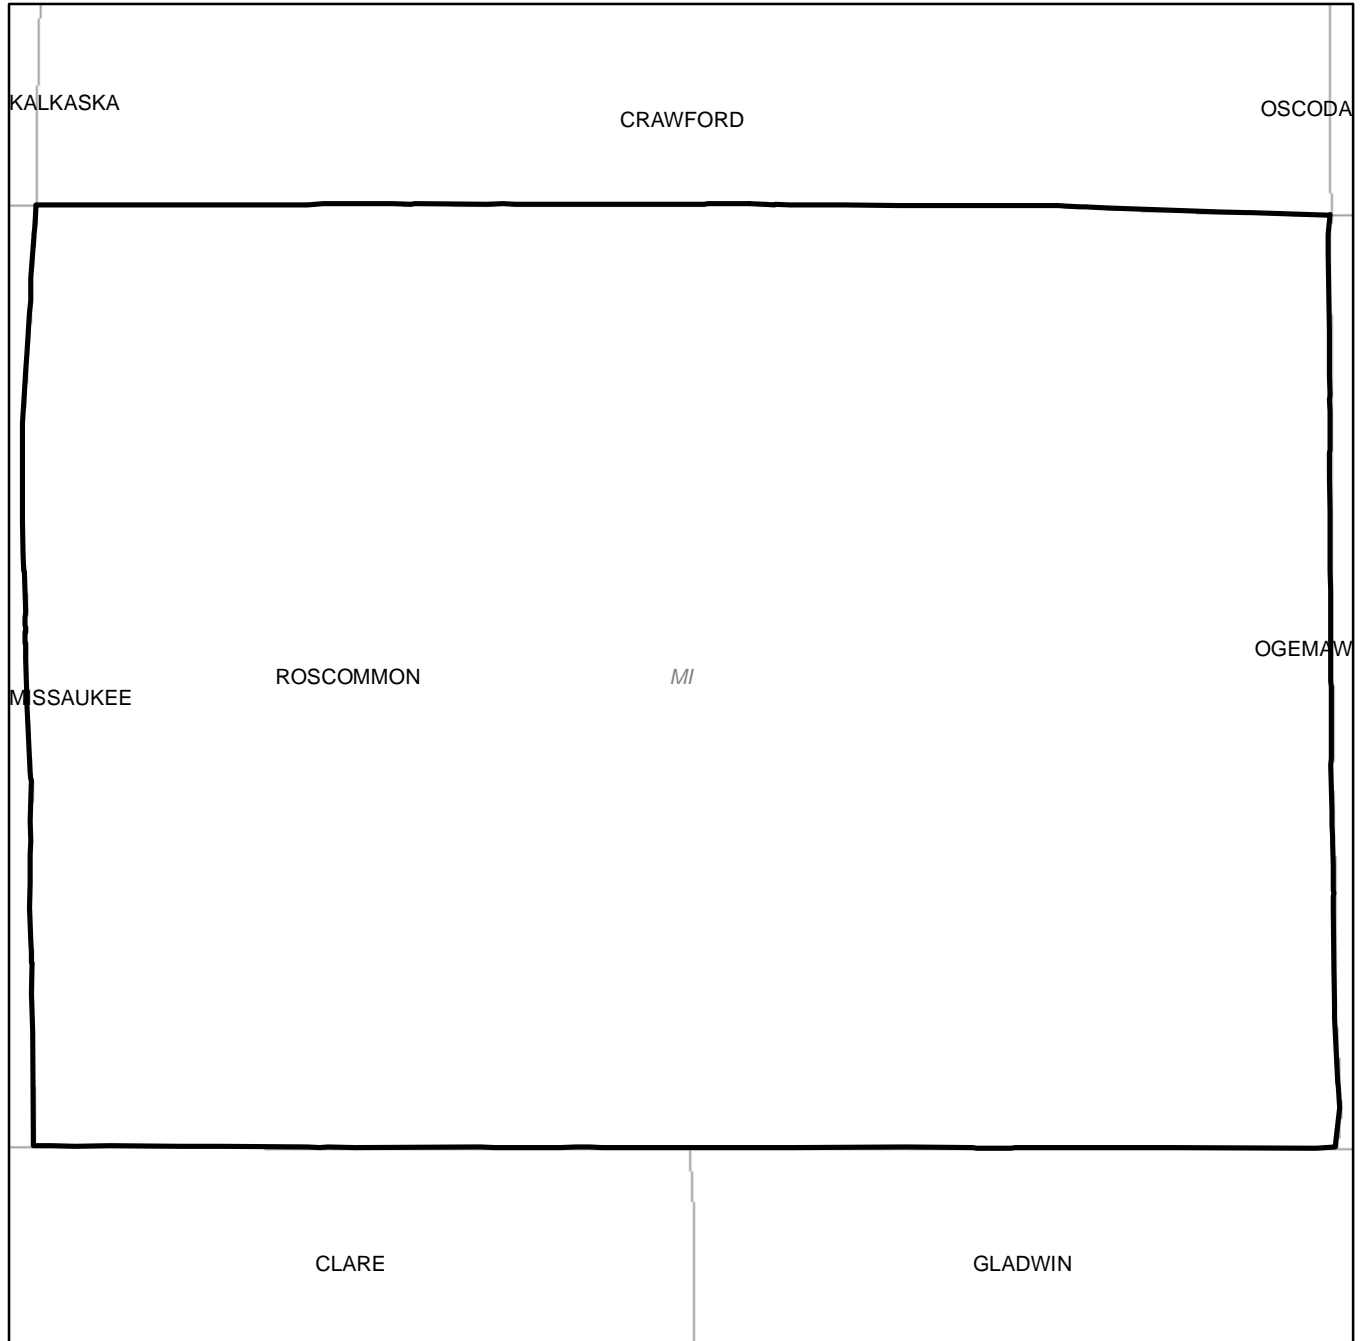 KALKASKA
OSCODA
CRAWFORD
OGEMAW
ROSCOMMON
MI
MISSAUKEE
CLARE
GLADWIN